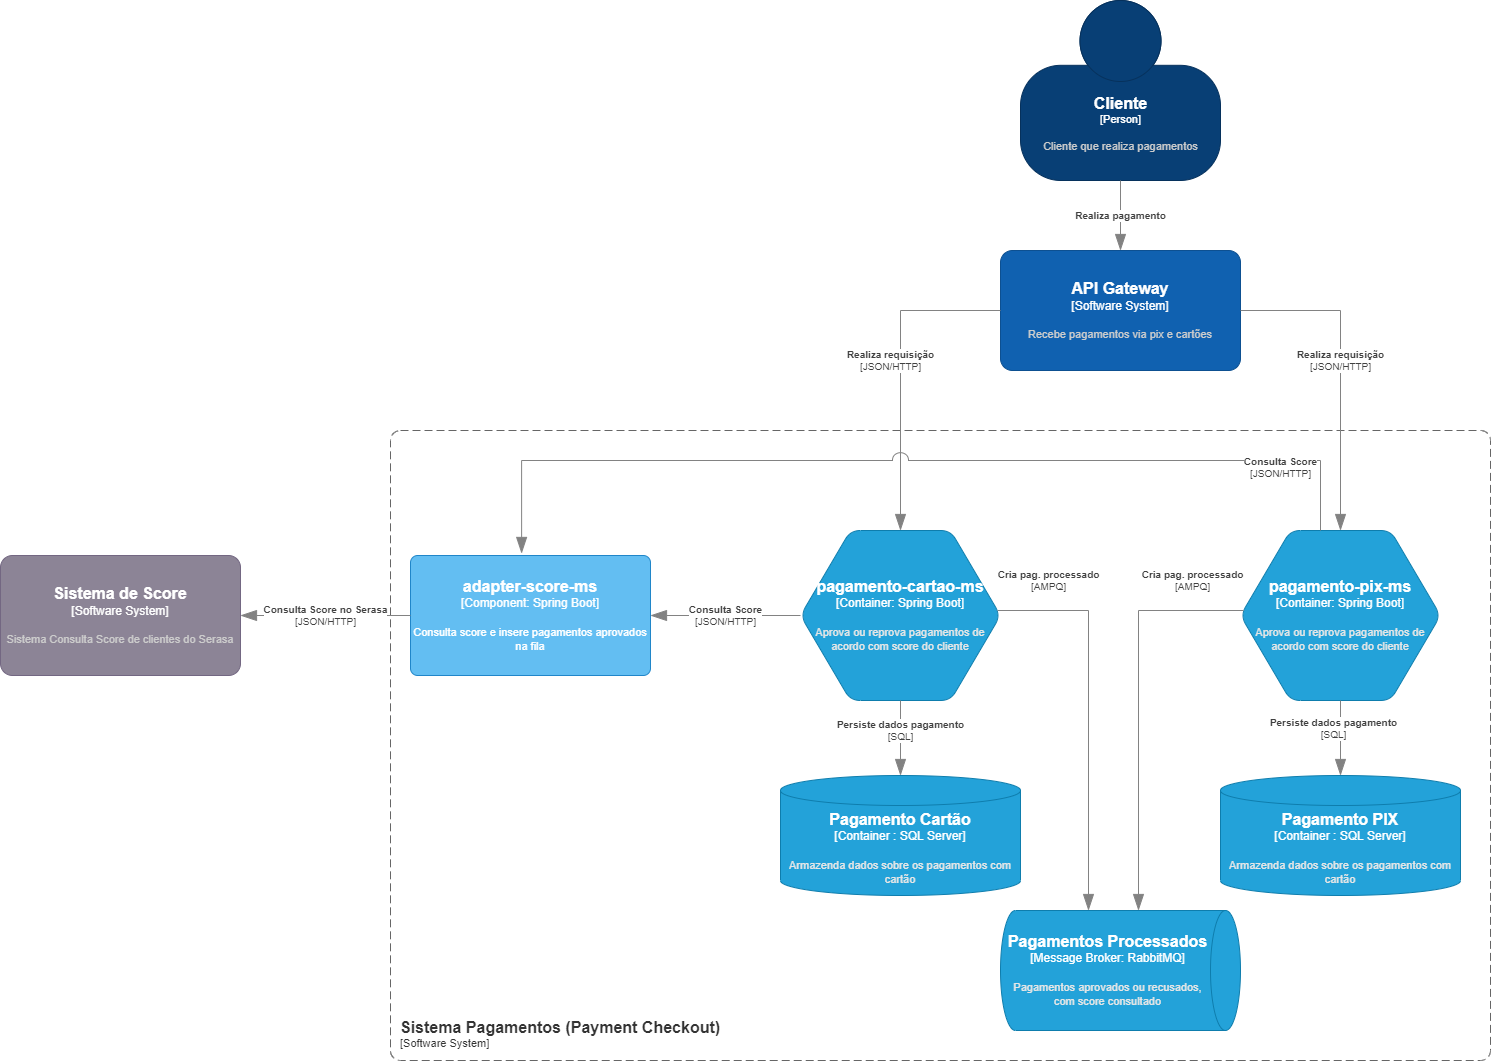 Cliente
[Person]
Cliente que realiza pagamentos
Realiza pagamento
API Gateway
[Software System]
Recebe pagamentos via pix e cartões
Realiza requisição
[JSON/HTTP]
Realiza requisição
[JSON/HTTP]
Consulta Score
[JSON/HTTP]
Sistema de Score
[Software System]
Sistema Consulta Score de clientes do Serasa
Consulta Score no Serasa
[JSON/HTTP]
adapter-score-ms
[Component: Spring Boot]
Consulta score e insere pagamentos aprovados
na fila
Consulta Score
[JSON/HTTP]
pagamento-cartao-ms
[Container: Spring Boot]
Aprova ou reprova pagamentos de
acordo com score do cliente
Cria pag. processado
[AMPQ]
Cria pag. processado
[AMPQ]
pagamento-pix-ms
[Container: Spring Boot]
Aprova ou reprova pagamentos de
acordo com score do cliente
Persiste dados pagamento
[SQL]
Persiste dados pagamento
[SQL]
Pagamento Cartão
[Container : SQL Server]
Armazenda dados sobre os pagamentos com
cartão
Pagamento PIX
[Container : SQL Server]
Armazenda dados sobre os pagamentos com
cartão
Pagamentos Processados
[Message Broker: RabbitMQ]
Pagamentos aprovados ou recusados,
com score consultado
Sistema Pagamentos (Payment Checkout)
[Software System]